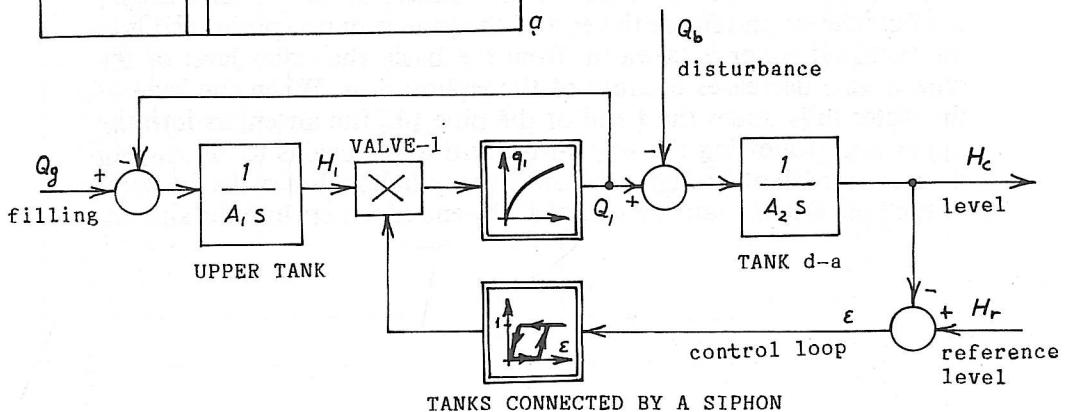 a
Q_b
disturbance
Q_g
filling
+
-
H_1
VALVE-1
q_1
Q_1
-
+
H_c
level
1
A_1 s
UPPER TANK
1
A_2 s
TANK d-a
1
ε
ε
control loop
-
+
H_r
reference
level
TANKS CONNECTED BY A SIPHON